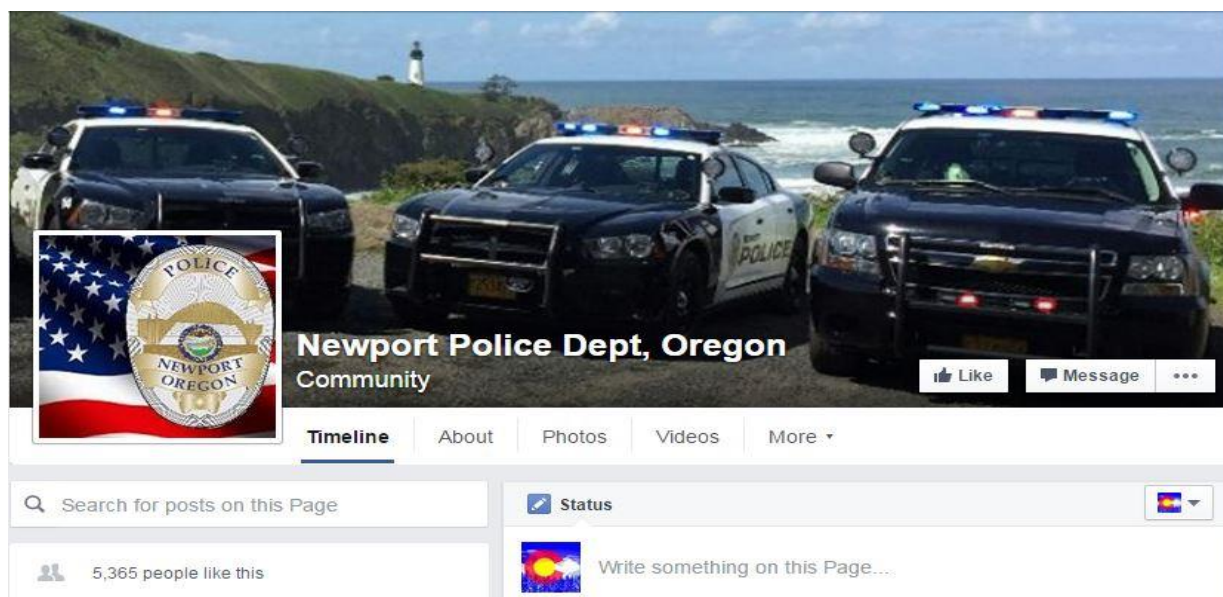 POLICE
POLICE
NEWPORT
OREGON
Newport Police Dept, Oregon
Community
Like
Message
Timeline
About
Photos
Videos
More
Search for posts on this Page
Status
5,365 people like this
Write something on this Page...